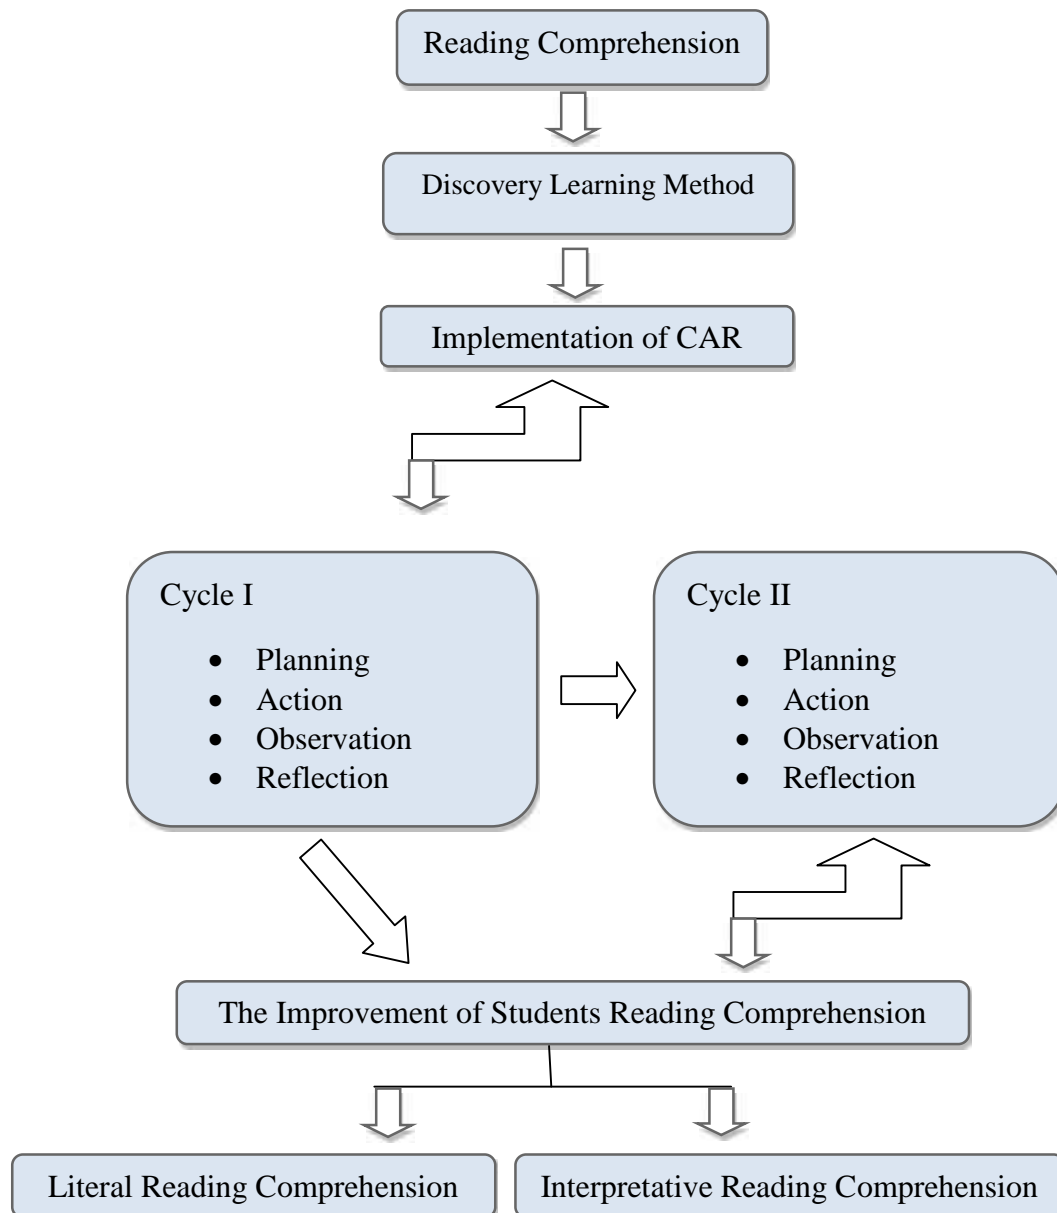 Reading Comprehension
Discovery Learning Method
Implementation of CAR
Cycle I
• Planning
• Action
• Observation
• Reflection
Cycle II
• Planning
• Action
• Observation
• Reflection
The Improvement of Students Reading Comprehension
Literal Reading Comprehension
Interpretative Reading Comprehension